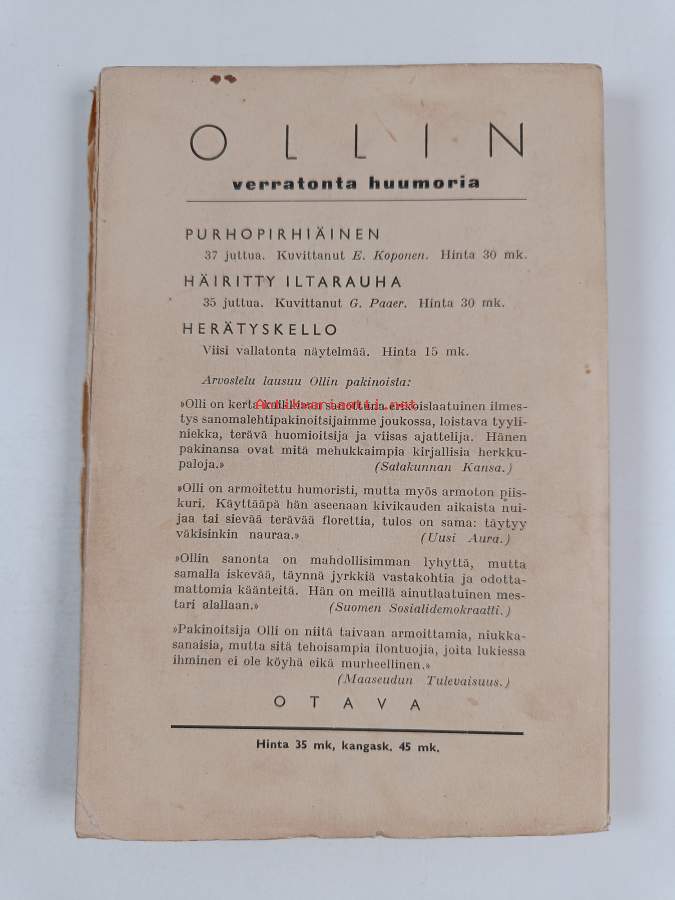 OLLIN
verratonta huumoria
PURHOPIRHIÄINEN
37 juttua. Kuvittanut E. Koponen. Hinta 30 mk.
HÄIRITTY ILTARAUHA
35 juttua. Kuvittanut G. Paaer. Hinta 30 mk.
HERÄTYSKELLO
Viisi vallatonta näytelmää. Hinta 15 mk.
Arvostelu lausuu Ollin pakinoista:
Antikvariaatti.net
»Olli on kerta kaikkiaan sanottuna erikoislaatuinen ilmes-
tys sanomalehtipakinoitsijaimme joukossa, loistava tyyli-
niekka, terävä huomioitsija ja viisas ajattelija. Hänen
pakinansa ovat mitä mehukkaimpia kirjallisia herkku-
paloja.» (Satakunnan Kansa.)
»Olli on armoitettu humoristi, mutta myös armoton piis-
kuri. Käyttääpä hän aseenaan kivikauden aikaista nui-
jaa tai sievää terävää florettia, tulos on sama: täytyy
väkisinkin nauraa.» (Uusi Aura.)
»Ollin sanonta on mahdollisimman lyhyttä, mutta
samalla iskevää, täynnä jyrkkiä vastakohtia ja odotta-
mattomia käänteitä. Hän on meillä ainutlaatuinen mes-
tari alallaan.» (Suomen Sosialidemokraatti.)
»Pakinoitsija Olli on niitä taivaan armoittamia, niukka-
sanaisia, mutta sitä tehoisampia ilontuojia, joita lukiessa
ihminen ei ole köyhä eikä murheellinen.»
(Maaseudun Tulevaisuus.)
OTAVA
Hinta 35 mk, kangask. 45 mk.